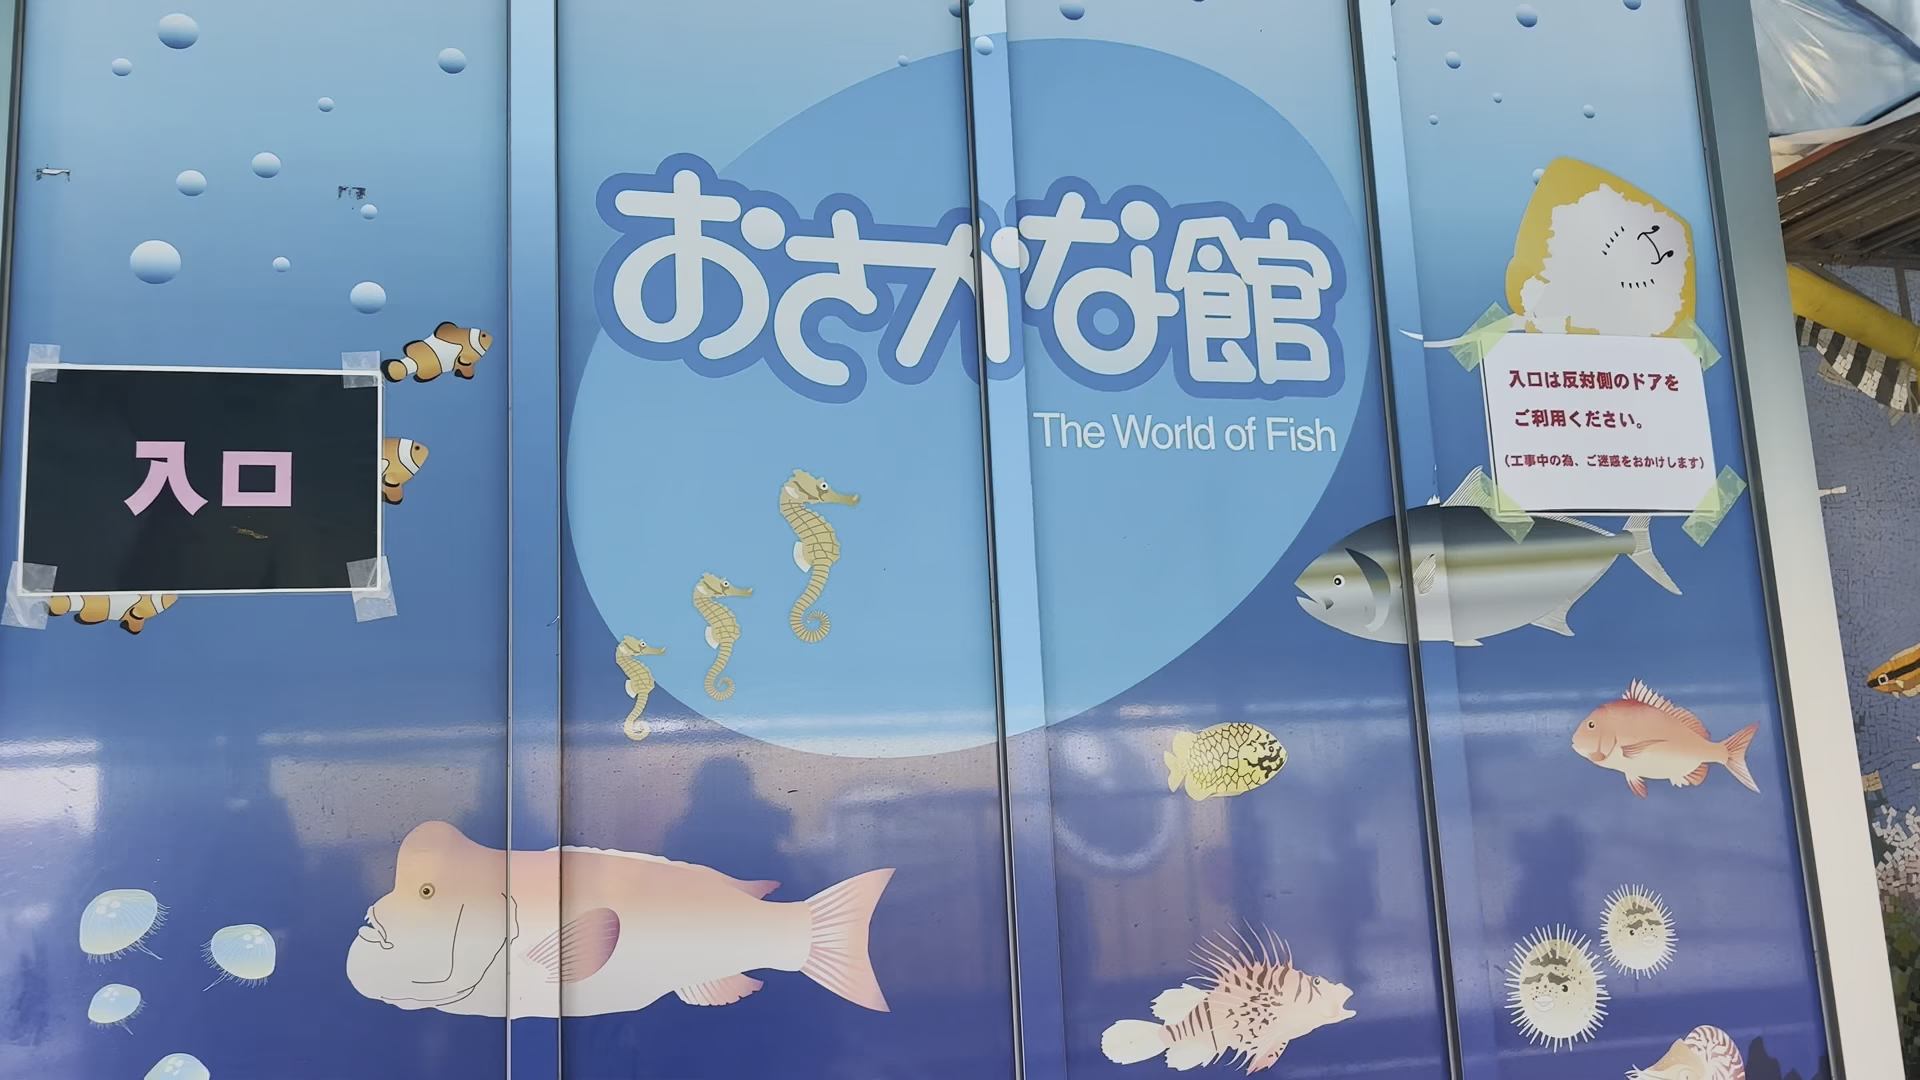 おさかな館
The World of Fish
入口
入口は反対側のドアを
ご利用ください。
(工事中の為、ご迷惑をおかけします)